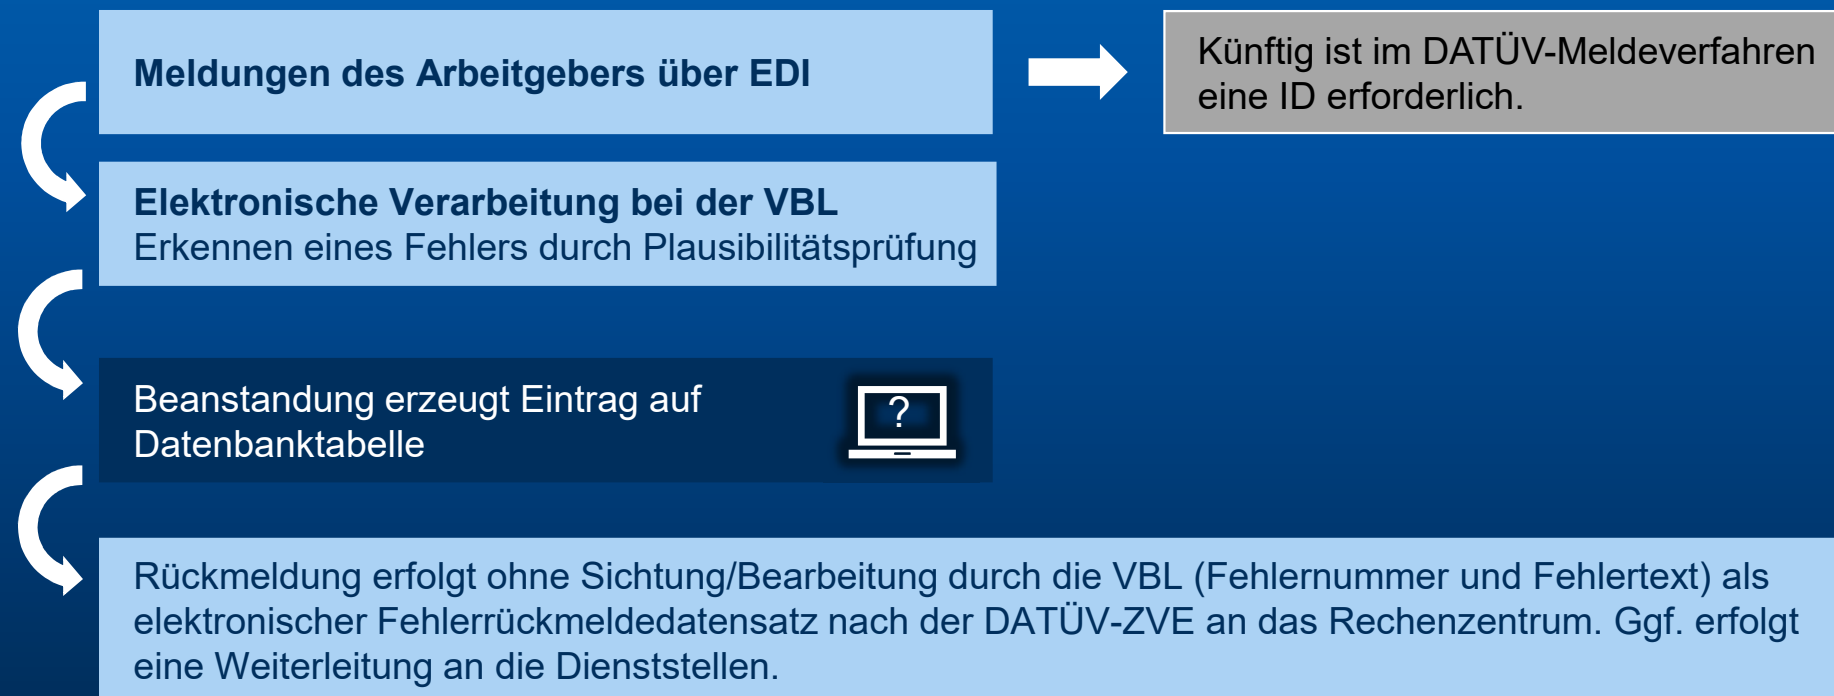 Meldungen des Arbeitgebers über EDI
Künftig ist im DATÜV-Meldeverfahren
eine ID erforderlich.
Elektronische Verarbeitung bei der VBL
Erkennen eines Fehlers durch Plausibilitätsprüfung
Beanstandung erzeugt Eintrag auf
Datenbanktabelle
?
Rückmeldung erfolgt ohne Sichtung/Bearbeitung durch die VBL (Fehlernummer und Fehlertext) als
elektronischer Fehlerrückmeldedatensatz nach der DATÜV-ZVE an das Rechenzentrum. Ggf. erfolgt
eine Weiterleitung an die Dienststellen.